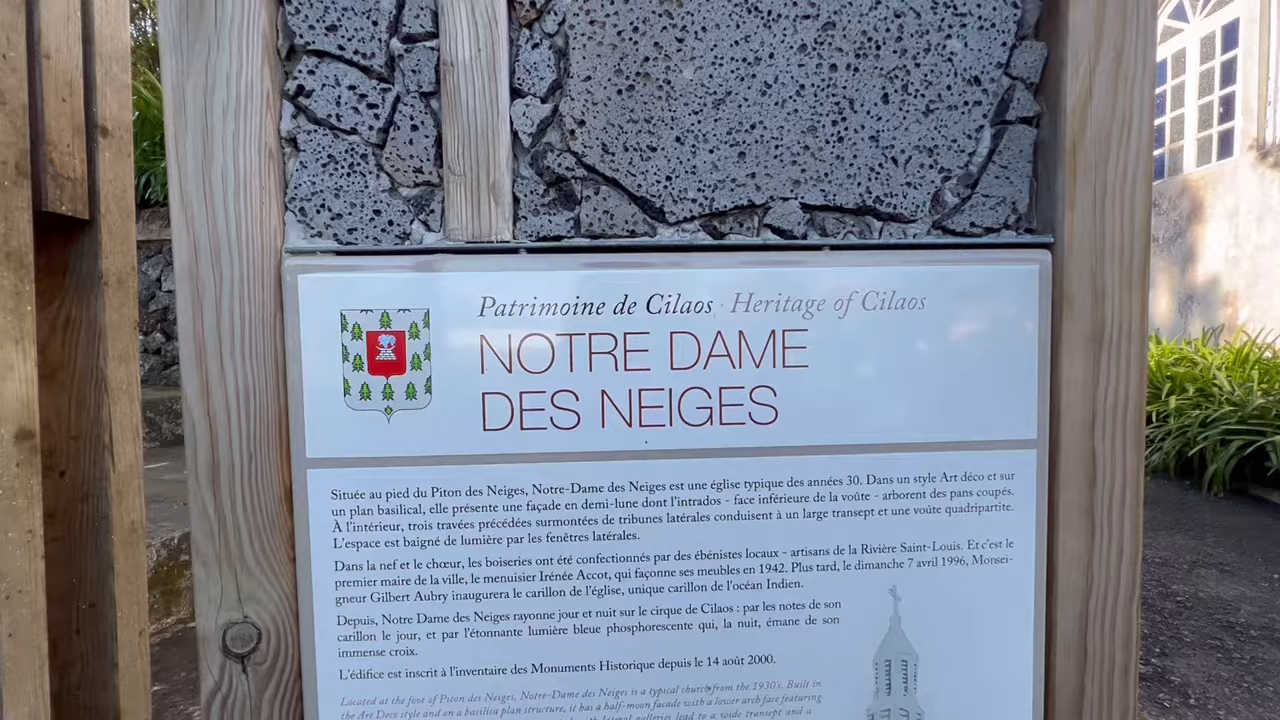 Patrimoine de Cilaos · Heritage of Cilaos
NOTRE DAME
DES NEIGES
Située au pied du Piton des Neiges, Notre-Dame des Neiges est une église typique des années 30. Dans un style Art déco et sur
un plan basilical, elle présente une façade en demi-lune dont l'intrados - face inférieure de la voûte - arborent des pans coupés.
À l'intérieur, trois travées précédées surmontées de tribunes latérales conduisent à un large transept et une voûte quadripartite.
L'espace est baigné de lumière par les fenêtres latérales.
Dans la nef et le chœur, les boiseries ont été confectionnés par des ébénistes locaux - artisans de la Rivière Saint-Louis. Et c'est le
premier maire de la ville, le menuisier Irénée Accot, qui façonne ses meubles en 1942. Plus tard, le dimanche 7 avril 1996, Monsei-
gneur Gilbert Aubry inaugurera le carillon de l'église, unique carillon de l'océan Indien.
Depuis, Notre Dame des Neiges rayonne jour et nuit sur le cirque de Cilaos : par les notes de son
carillon le jour, et par l'étonnante lumière bleue phosphorescente qui, la nuit, émane de son
immense croix.
L'édifice est inscrit à l'inventaire des Monuments Historique depuis le 14 août 2000.
Located at the foot of Piton des Neiges, Notre-Dame des Neiges is a typical church from the 1930's. Built in
the Art Deco style and on a basilica plan structure, it has a half-moon facade with a lower arch face featuring
with lateral galleries lead to a wide transept and a